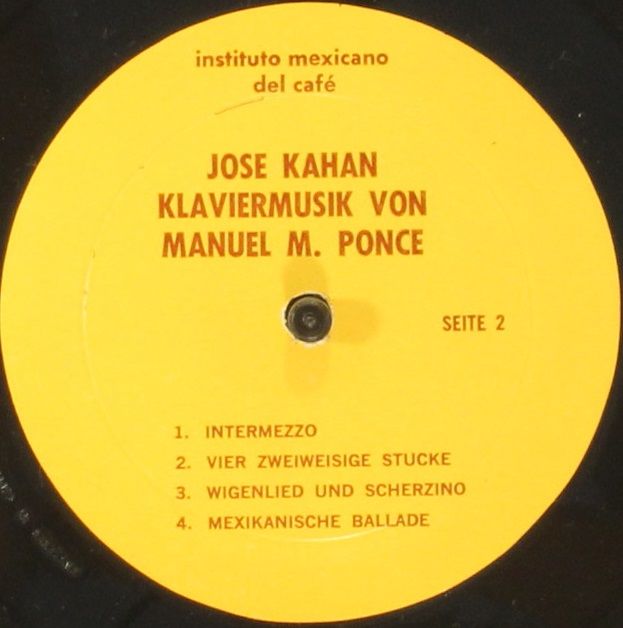 instituto mexicano
del café
JOSE KAHAN
KLAVIERMUSIK VON
MANUEL M. PONCE
SEITE 2
1. INTERMEZZO
2. VIER ZWEIWEISIGE STUCKE
3. WIGENLIED UND SCHERZINO
4. MEXIKANISCHE BALLADE